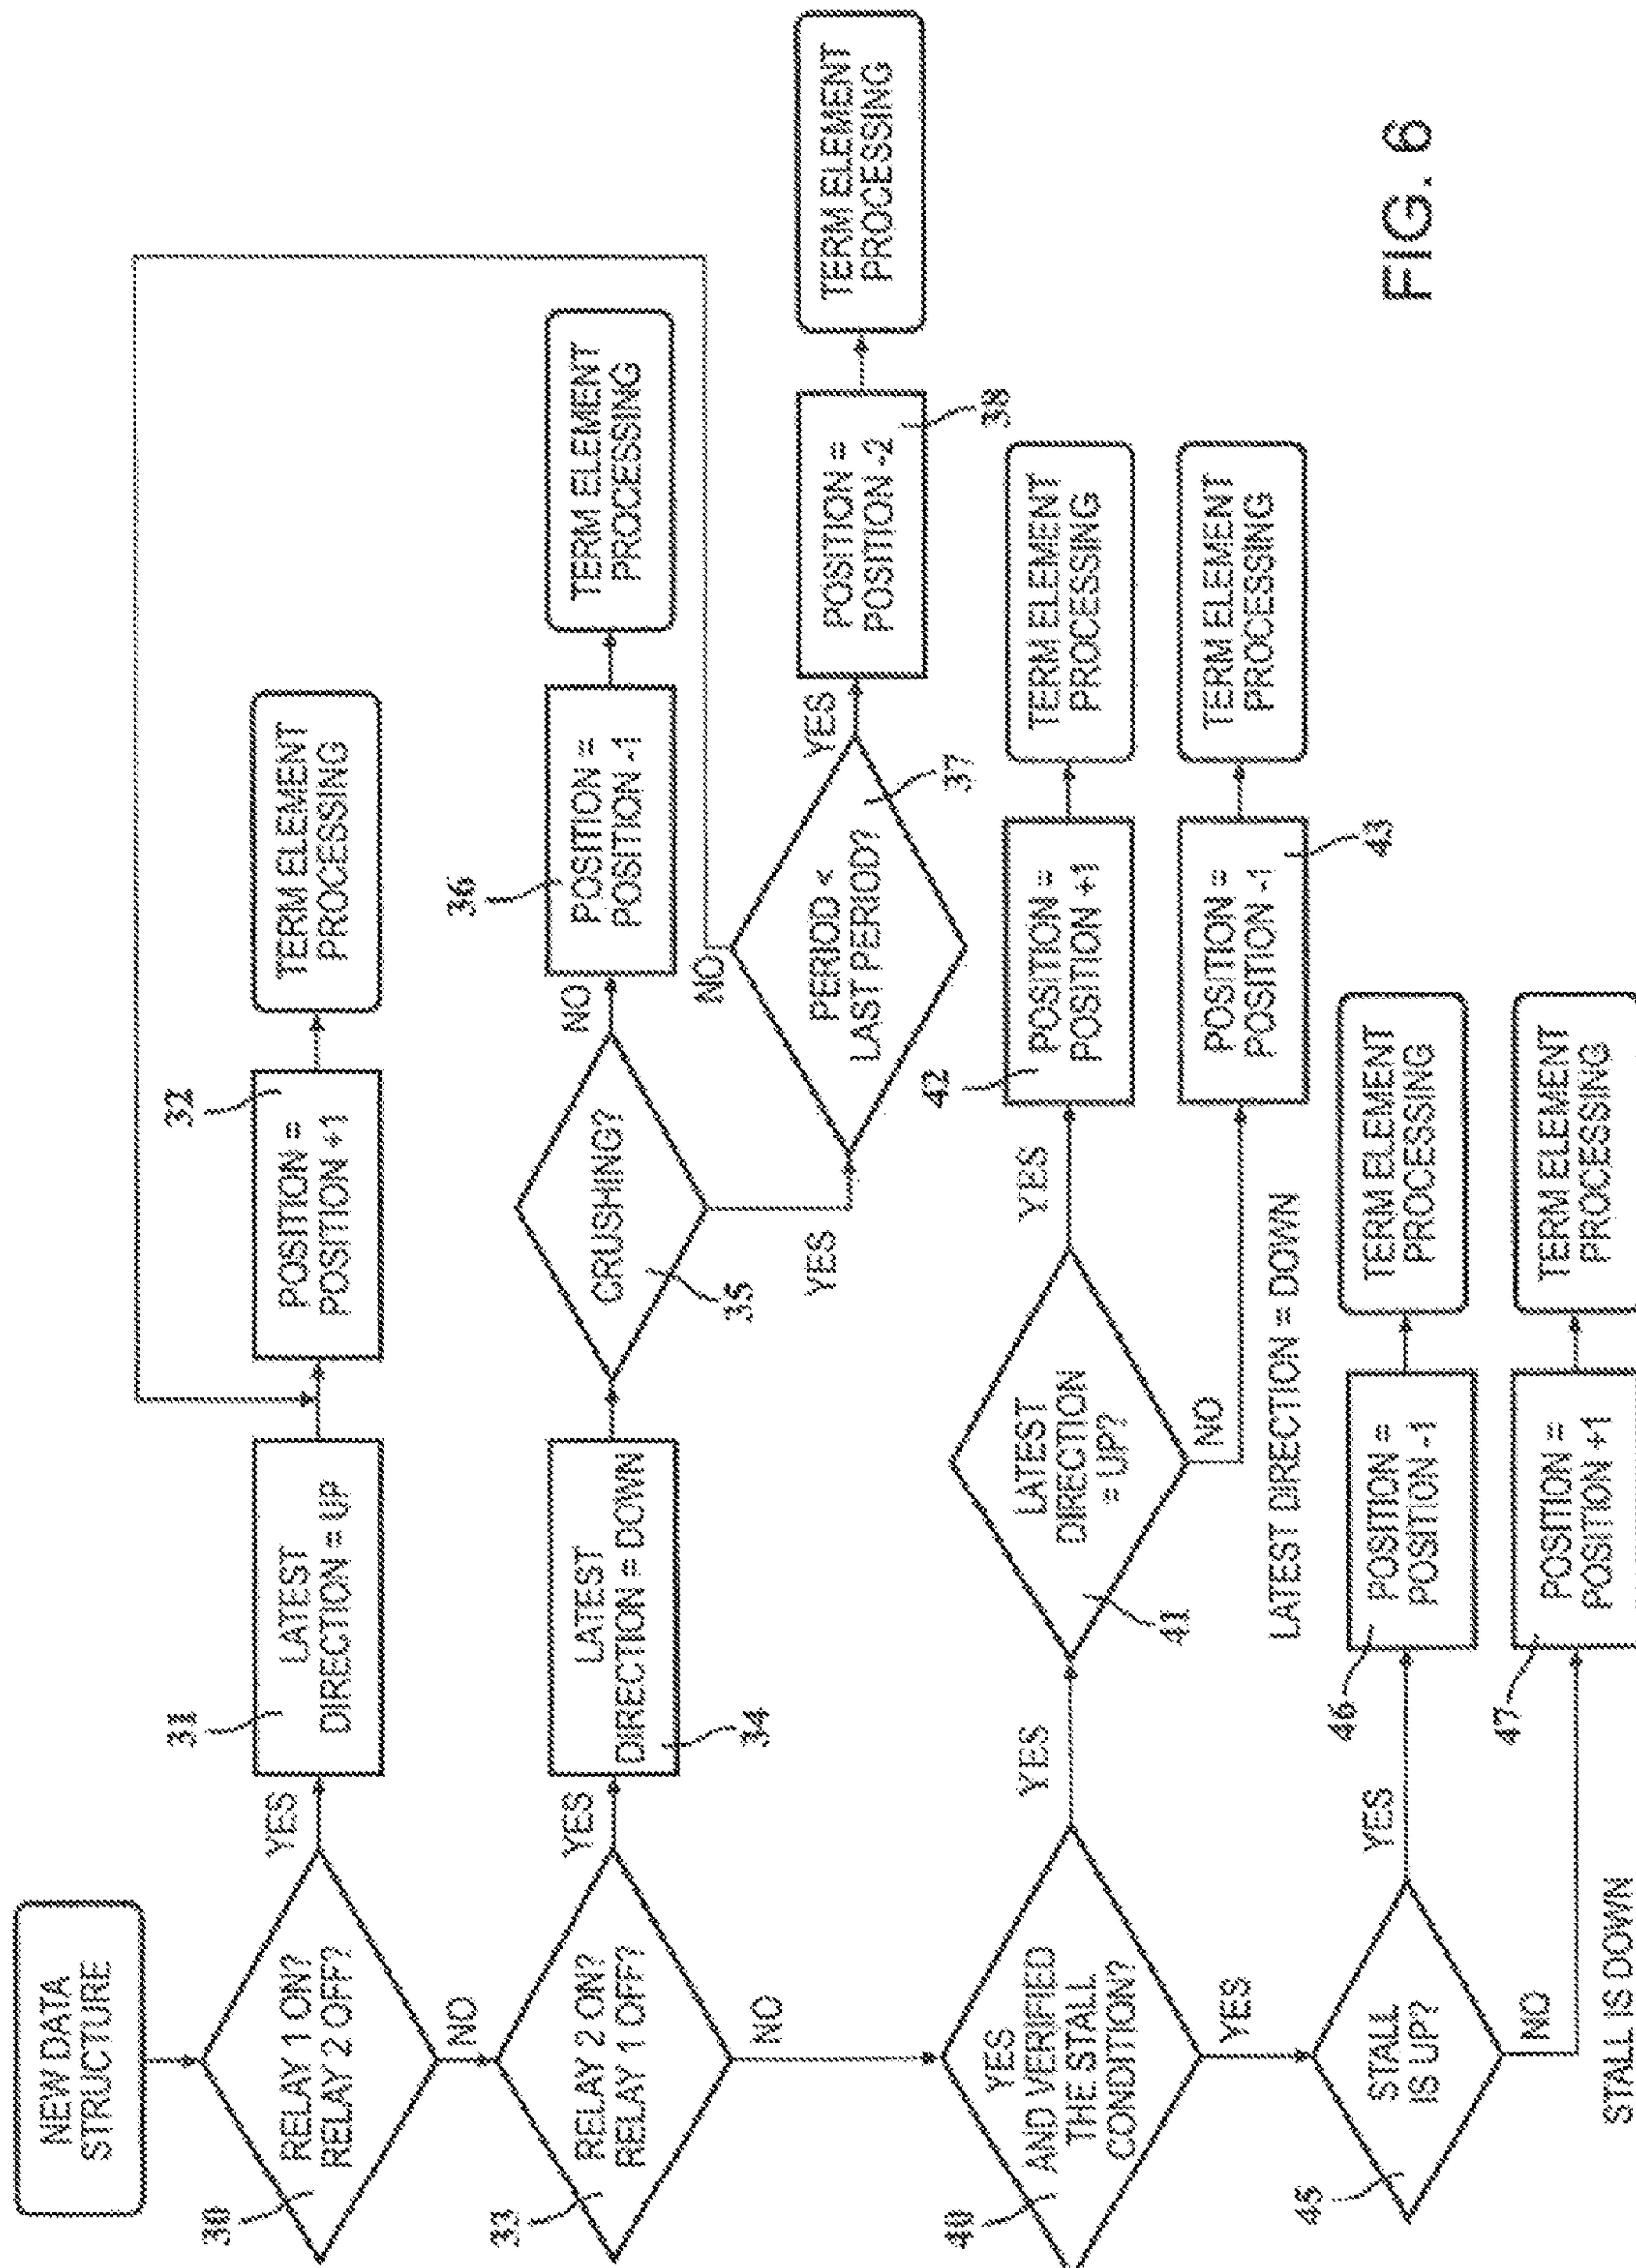 NEW DATA
STRUCTURE
RELAY 1 ON?
RELAY 2 OFF?
30
YES
NO
LATEST
DIRECTION = UP
31
POSITION =
POSITION +1
32
TERM ELEMENT
PROCESSING
RELAY 2 ON?
RELAY 1 OFF?
33
YES
NO
LATEST
DIRECTION = DOWN
34
CRUSHING?
35
NO
YES
POSITION =
POSITION -1
36
TERM ELEMENT
PROCESSING
PERIOD <
LAST PERIOD?
37
NO
YES
POSITION =
POSITION -2
38
TERM ELEMENT
PROCESSING
YES
AND VERIFIED
THE STALL
CONDITION?
40
YES
YES
LATEST
DIRECTION
= UP?
41
YES
NO
POSITION =
POSITION +1
42
TERM ELEMENT
PROCESSING
LATEST DIRECTION = DOWN
POSITION =
POSITION -1
43
TERM ELEMENT
PROCESSING
STALL
IS UP?
45
YES
NO
POSITION =
POSITION -1
46
TERM ELEMENT
PROCESSING
STALL IS DOWN
POSITION =
POSITION +1
47
TERM ELEMENT
PROCESSING
FIG. 6